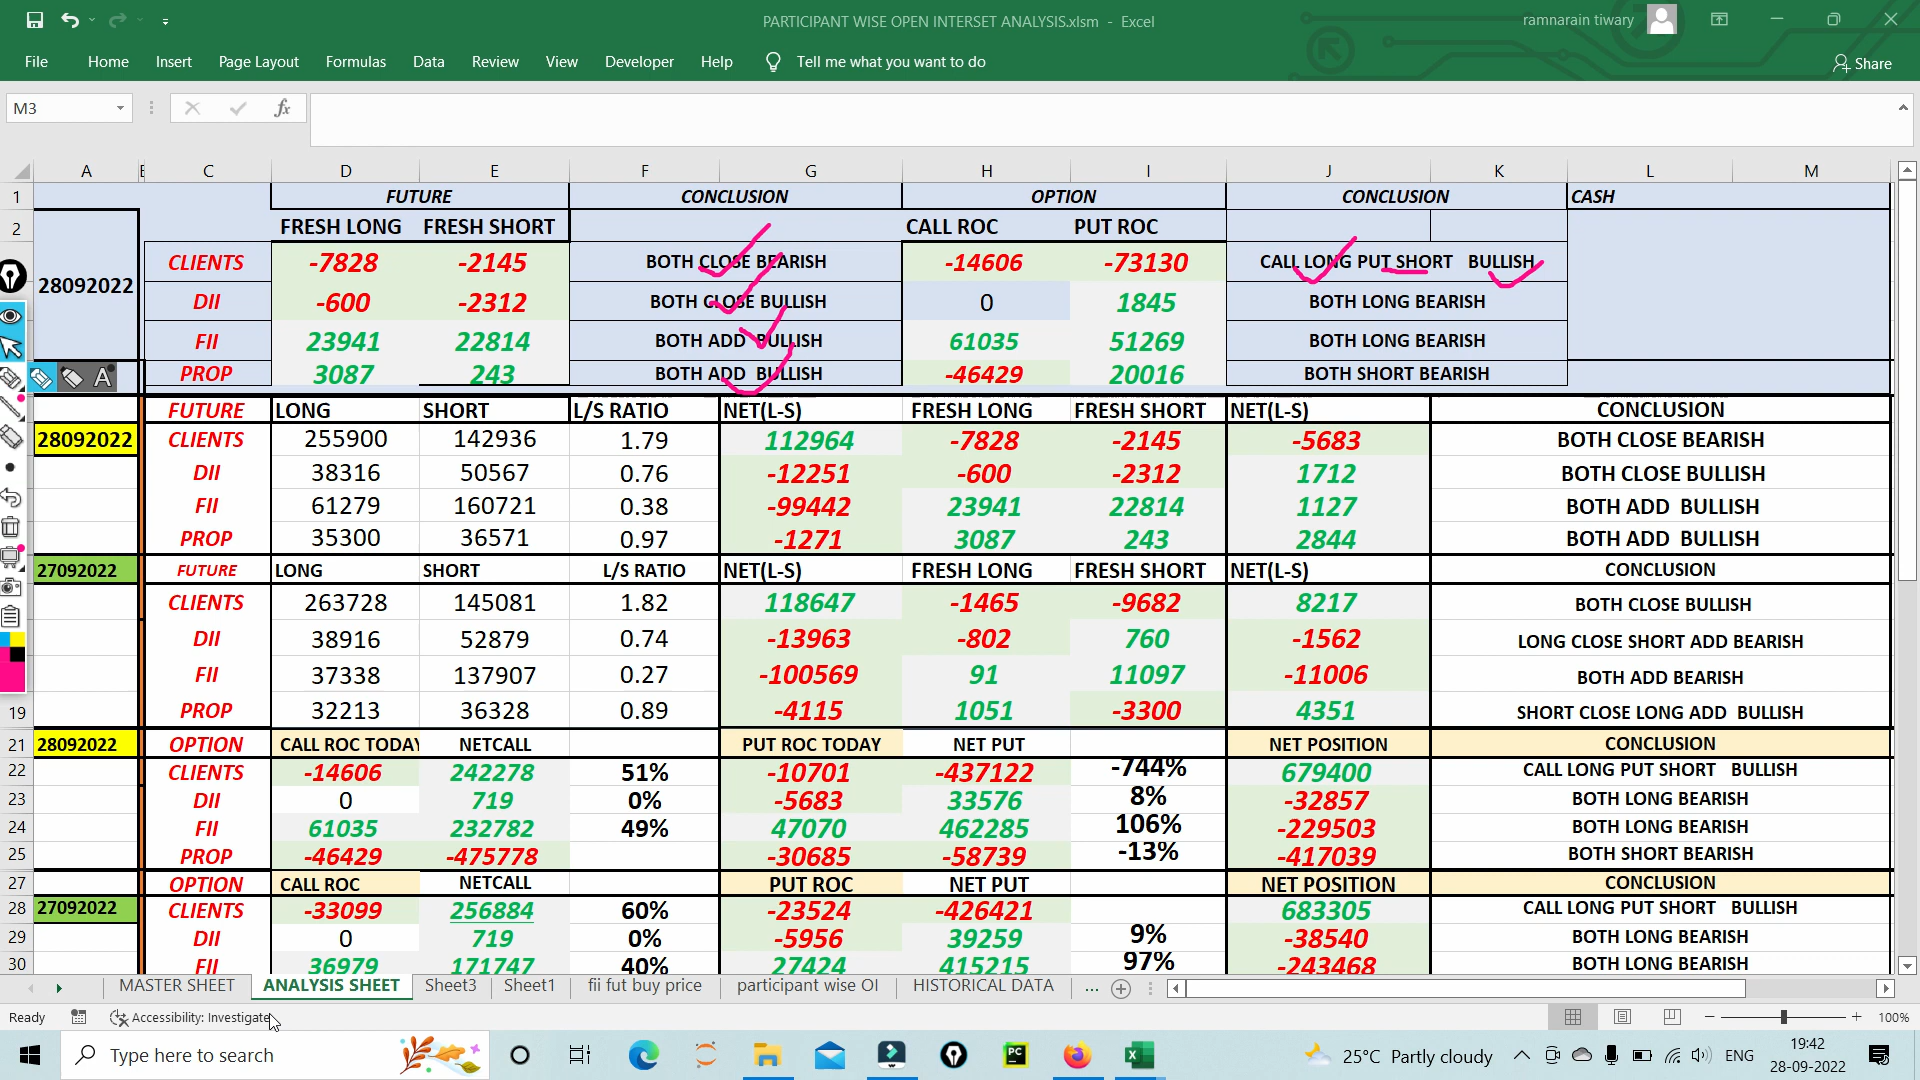 PARTICIPANT WISE OPEN INTERSET ANALYSIS.xlsm - Excel
ramnarain tiwary
File Home Insert Page Layout Formulas Data Review View Developer Help Tell me what you want to do
Share
M3 fx
A C D E F G H I J K L M
1 FUTURE CONCLUSION OPTION CONCLUSION CASH
2 FRESH LONG FRESH SHORT CALL ROC PUT ROC
28092022
CLIENTS -7828 -2145 BOTH CLOSE BEARISH -14606 -73130 CALL LONG PUT SHORT BULLISH
DII -600 -2312 BOTH CLOSE BULLISH 0 1845 BOTH LONG BEARISH
FII 23941 22814 BOTH ADD BULLISH 61035 51269 BOTH LONG BEARISH
PROP 3087 243 BOTH ADD BULLISH -46429 20016 BOTH SHORT BEARISH
FUTURE LONG SHORT L/S RATIO NET(L-S) FRESH LONG FRESH SHORT NET(L-S) CONCLUSION
28092022 CLIENTS 255900 142936 1.79 112964 -7828 -2145 -5683 BOTH CLOSE BEARISH
DII 38316 50567 0.76 -12251 -600 -2312 1712 BOTH CLOSE BULLISH
FII 61279 160721 0.38 -99442 23941 22814 1127 BOTH ADD BULLISH
PROP 35300 36571 0.97 -1271 3087 243 2844 BOTH ADD BULLISH
27092022 FUTURE LONG SHORT L/S RATIO NET(L-S) FRESH LONG FRESH SHORT NET(L-S) CONCLUSION
CLIENTS 263728 145081 1.82 118647 -1465 -9682 8217 BOTH CLOSE BULLISH
DII 38916 52879 0.74 -13963 -802 760 -1562 LONG CLOSE SHORT ADD BEARISH
FII 37338 137907 0.27 -100569 91 11097 -11006 BOTH ADD BEARISH
19 PROP 32213 36328 0.89 -4115 1051 -3300 4351 SHORT CLOSE LONG ADD BULLISH
21 28092022 OPTION CALL ROC TODAY NETCALL PUT ROC TODAY NET PUT NET POSITION CONCLUSION
22 CLIENTS -14606 242278 51% -10701 -437122 -744% 679400 CALL LONG PUT SHORT BULLISH
23 DII 0 719 0% -5683 33576 8% -32857 BOTH LONG BEARISH
24 FII 61035 232782 49% 47070 462285 106% -229503 BOTH LONG BEARISH
25 PROP -46429 -475778 -30685 -58739 -13% -417039 BOTH SHORT BEARISH
27 OPTION CALL ROC NETCALL PUT ROC NET PUT NET POSITION CONCLUSION
28 27092022 CLIENTS -33099 256884 60% -23524 -426421 683305 CALL LONG PUT SHORT BULLISH
29 DII 0 719 0% -5956 39259 9% -38540 BOTH LONG BEARISH
30 FII 36979 171747 40% 27424 415215 97% -243468 BOTH LONG BEARISH
MASTER SHEET ANALYSIS SHEET Sheet3 Sheet1 fii fut buy price participant wise OI HISTORICAL DATA ...
Ready Accessibility: Investigate 100%
Type here to search 25°C Partly cloudy ENG 19:42
28-09-2022